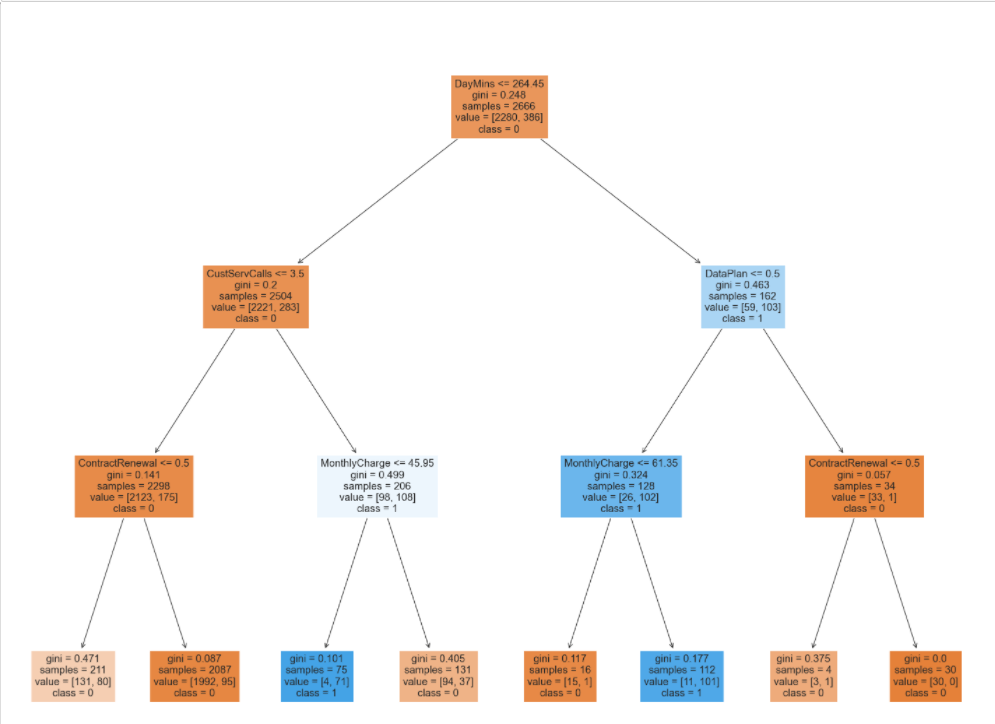 DayMins <= 264.45
gini = 0.248
samples = 2666
value = [2280, 386]
class = 0
CustServCalls <= 3.5
gini = 0.2
samples = 2504
value = [2221, 283]
class = 0
DataPlan <= 0.5
gini = 0.463
samples = 162
value = [59, 103]
class = 1
ContractRenewal <= 0.5
gini = 0.141
samples = 2298
value = [2123, 175]
class = 0
MonthlyCharge <= 45.95
gini = 0.499
samples = 206
value = [98, 108]
class = 1
MonthlyCharge <= 61.35
gini = 0.324
samples = 128
value = [26, 102]
class = 1
ContractRenewal <= 0.5
gini = 0.057
samples = 34
value = [33, 1]
class = 0
gini = 0.471
samples = 211
value = [131, 80]
class = 0
gini = 0.087
samples = 2087
value = [1992, 95]
class = 0
gini = 0.101
samples = 75
value = [4, 71]
class = 1
gini = 0.405
samples = 131
value = [94, 37]
class = 0
gini = 0.117
samples = 16
value = [15, 1]
class = 0
gini = 0.177
samples = 112
value = [11, 101]
class = 1
gini = 0.375
samples = 4
value = [3, 1]
class = 0
gini = 0.0
samples = 30
value = [30, 0]
class = 0